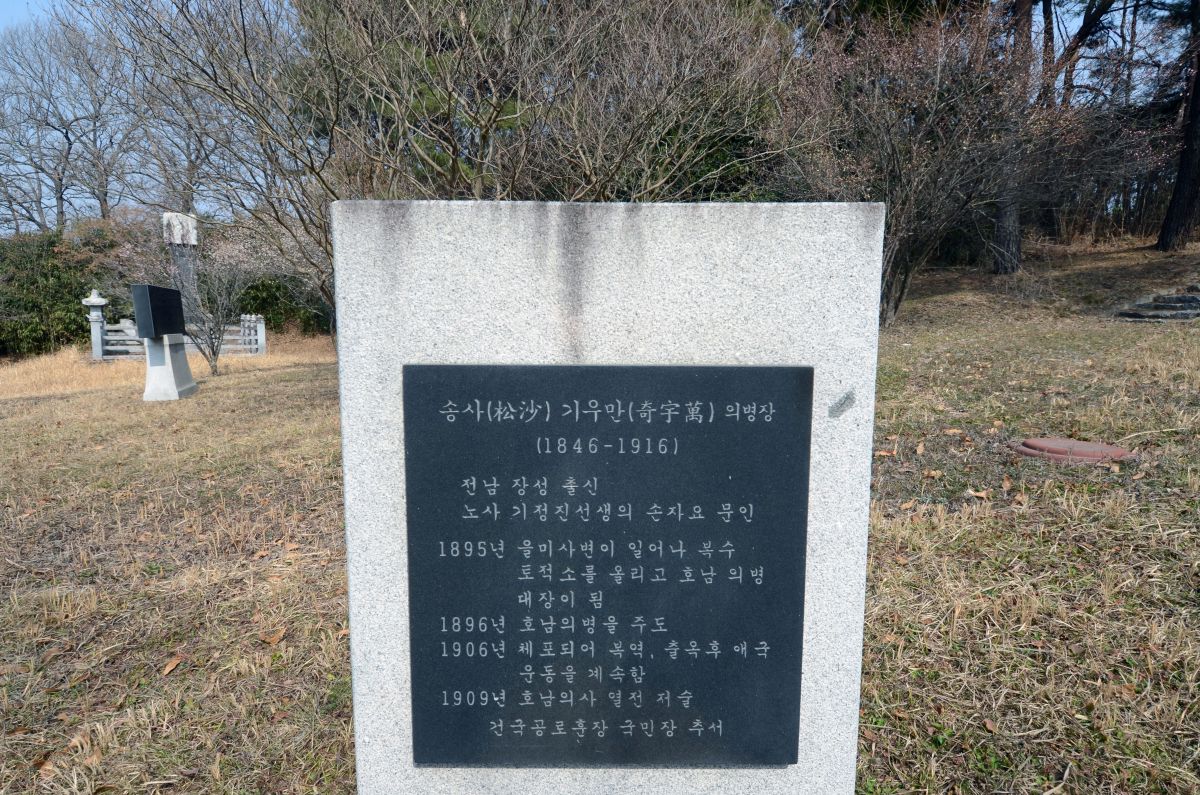 송사(松沙) 기우만(奇宇萬) 의병장
(1846-1916)
전남 장성 출신
노사 기정진선생의 손자요 문인
1895년 을미사변이 일어나 복수
토적소를 올리고 호남 의병
대장이 됨
1896년 호남의병을 주도
1906년 체포되어 복역, 출옥후 애국
운동을 계속함
1909년 호남의사 열전 저술
건국공로훈장 국민장 추서